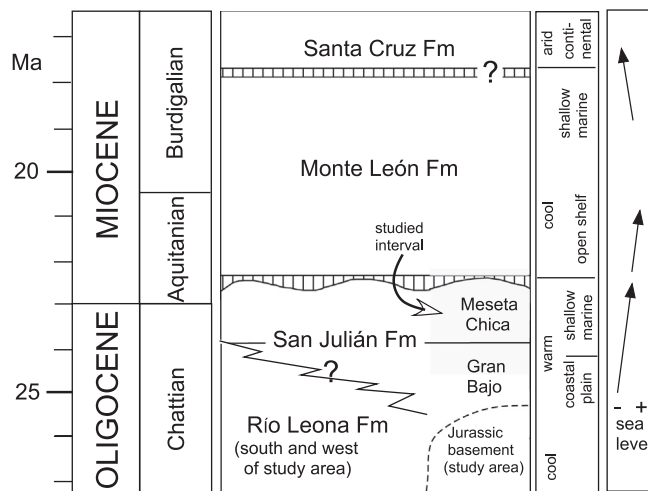 Ma
20
25
MIOCENE
OLIGOCENE
Burdigalian
Aquitanian
Chattian
Santa Cruz Fm
?
Monte León Fm
studied
interval
Meseta
Chica
San Julián Fm
?
Gran
Bajo
Río Leona Fm
(south and west
of study area)
Jurassic
basement
(study area)
arid
conti-
nental
shallow
marine
cool
open shelf
warm
shallow
marine
coastal
plain
cool
- +
sea
level